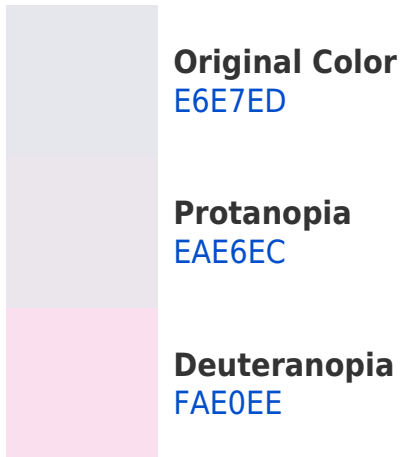 Original Color
E6E7ED
Protanopia
EAE6EC
Deuteranopia
FAE0EE